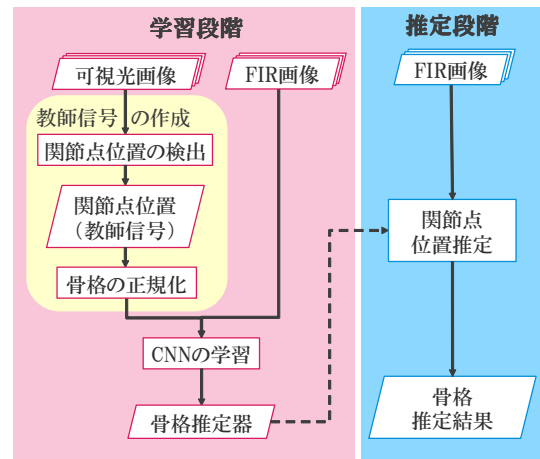 学習段階
可視光画像
FIR画像
教師信号 の作成
関節点位置の検出
関節点位置
（教師信号）
骨格の正規化
CNNの学習
骨格推定器
推定段階
FIR画像
関節点
位置推定
骨格
推定結果